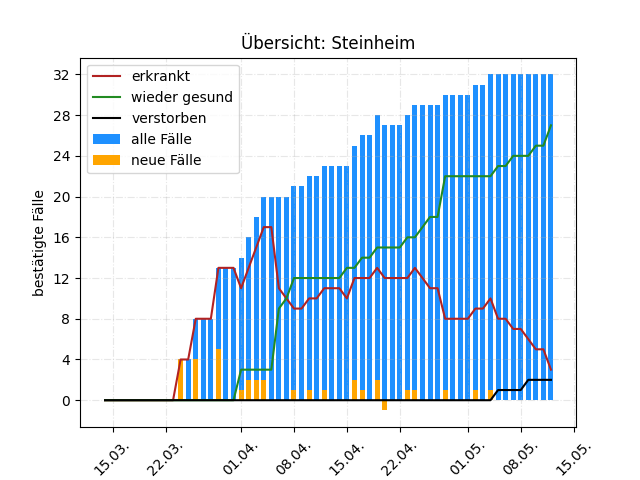 Übersicht: Steinheim
erkrankt
wieder gesund
verstorben
alle Fälle
neue Fälle
bestätigte Fälle
32
28
24
20
16
12
8
4
0
15.03. 22.03. 01.04. 08.04. 15.04. 22.04. 01.05. 08.05. 15.05.